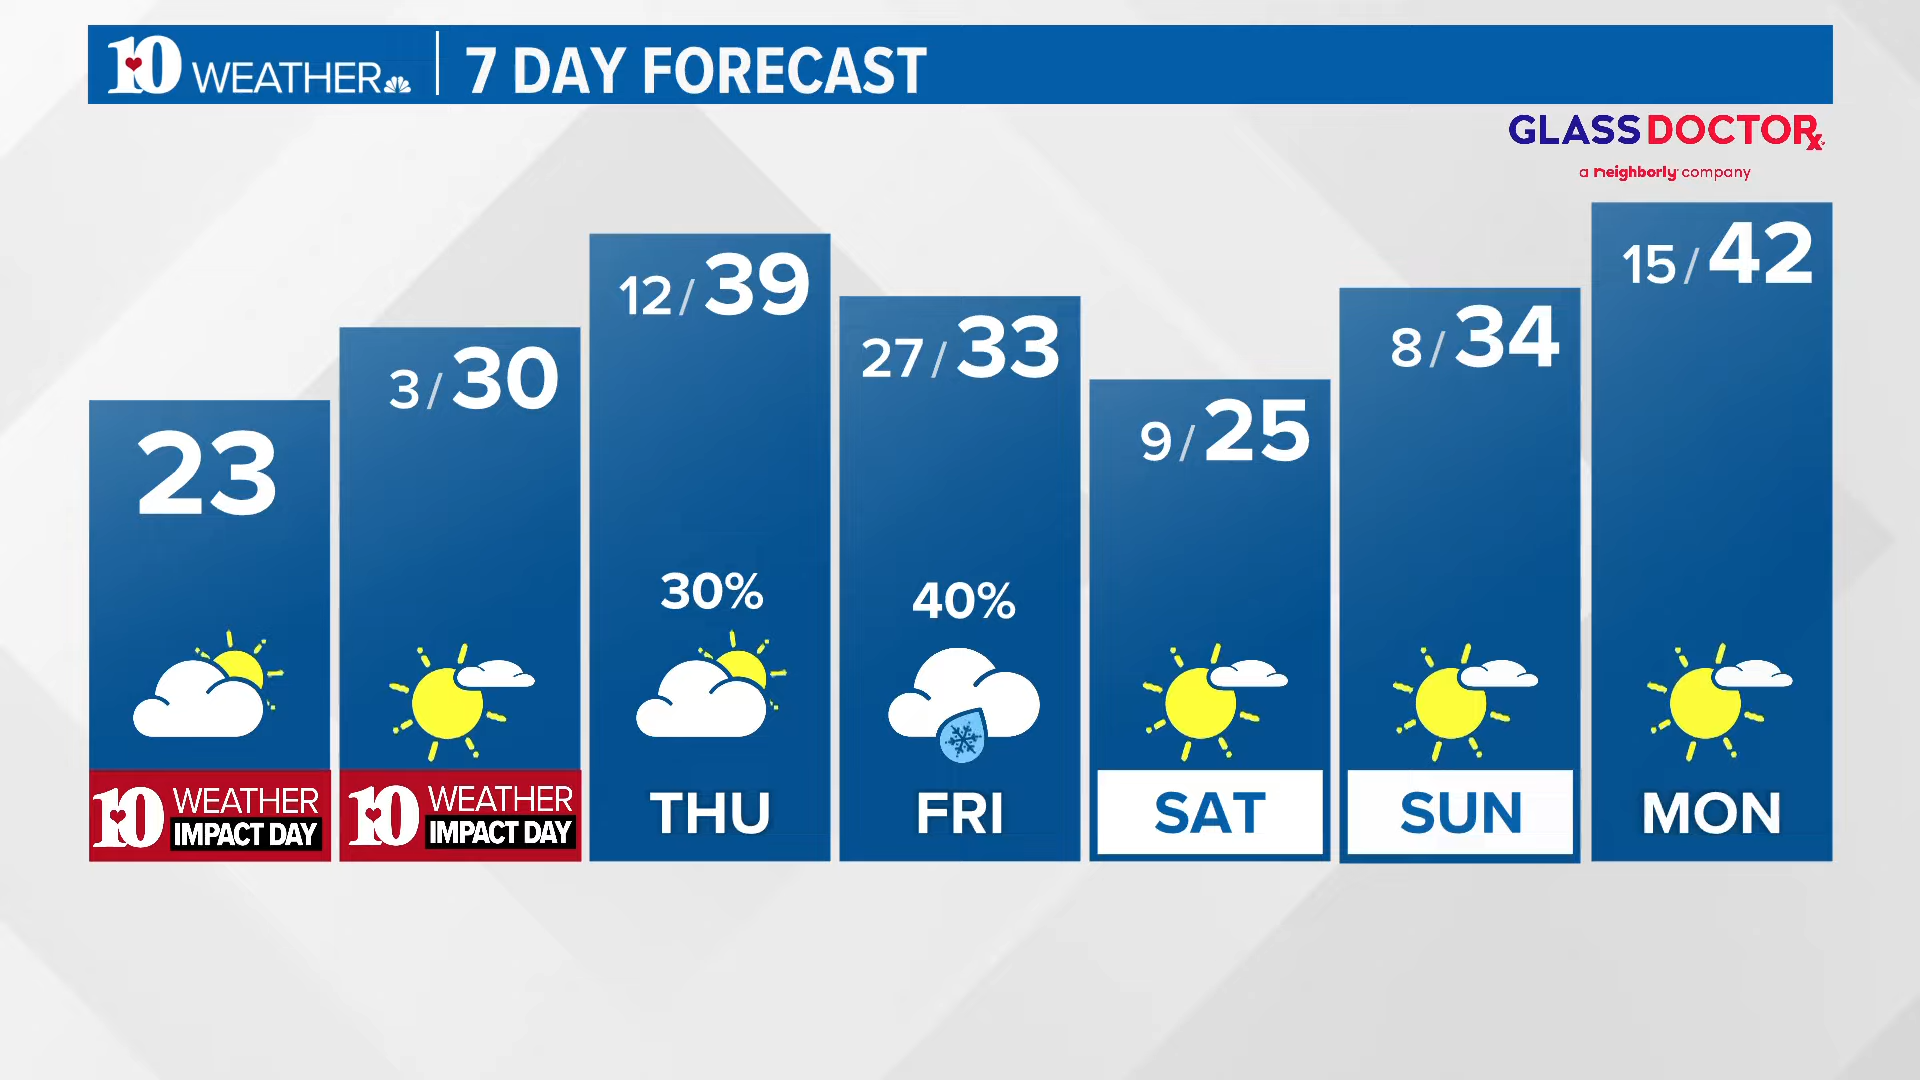 10 WEATHER | 7 DAY FORECAST
GLASS DOCTORx
a neighborly company
23
3/30
12/39
27/33
9/25
8/34
15/42
30%
40%
10 WEATHER IMPACT DAY
10 WEATHER IMPACT DAY
THU
FRI
SAT
SUN
MON